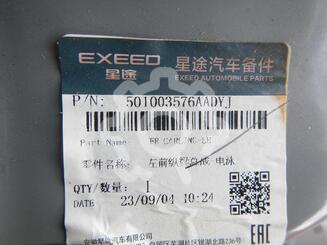 EXEED 星途汽车备件
星途 EXEED AUTOMOBILE PARTS
P/N: 501003576AADYJ
Part Name
零件名称: 左前纵梁总成-电泳
QTY/数量: 1
DATE 23/09/04 10:24
EAC